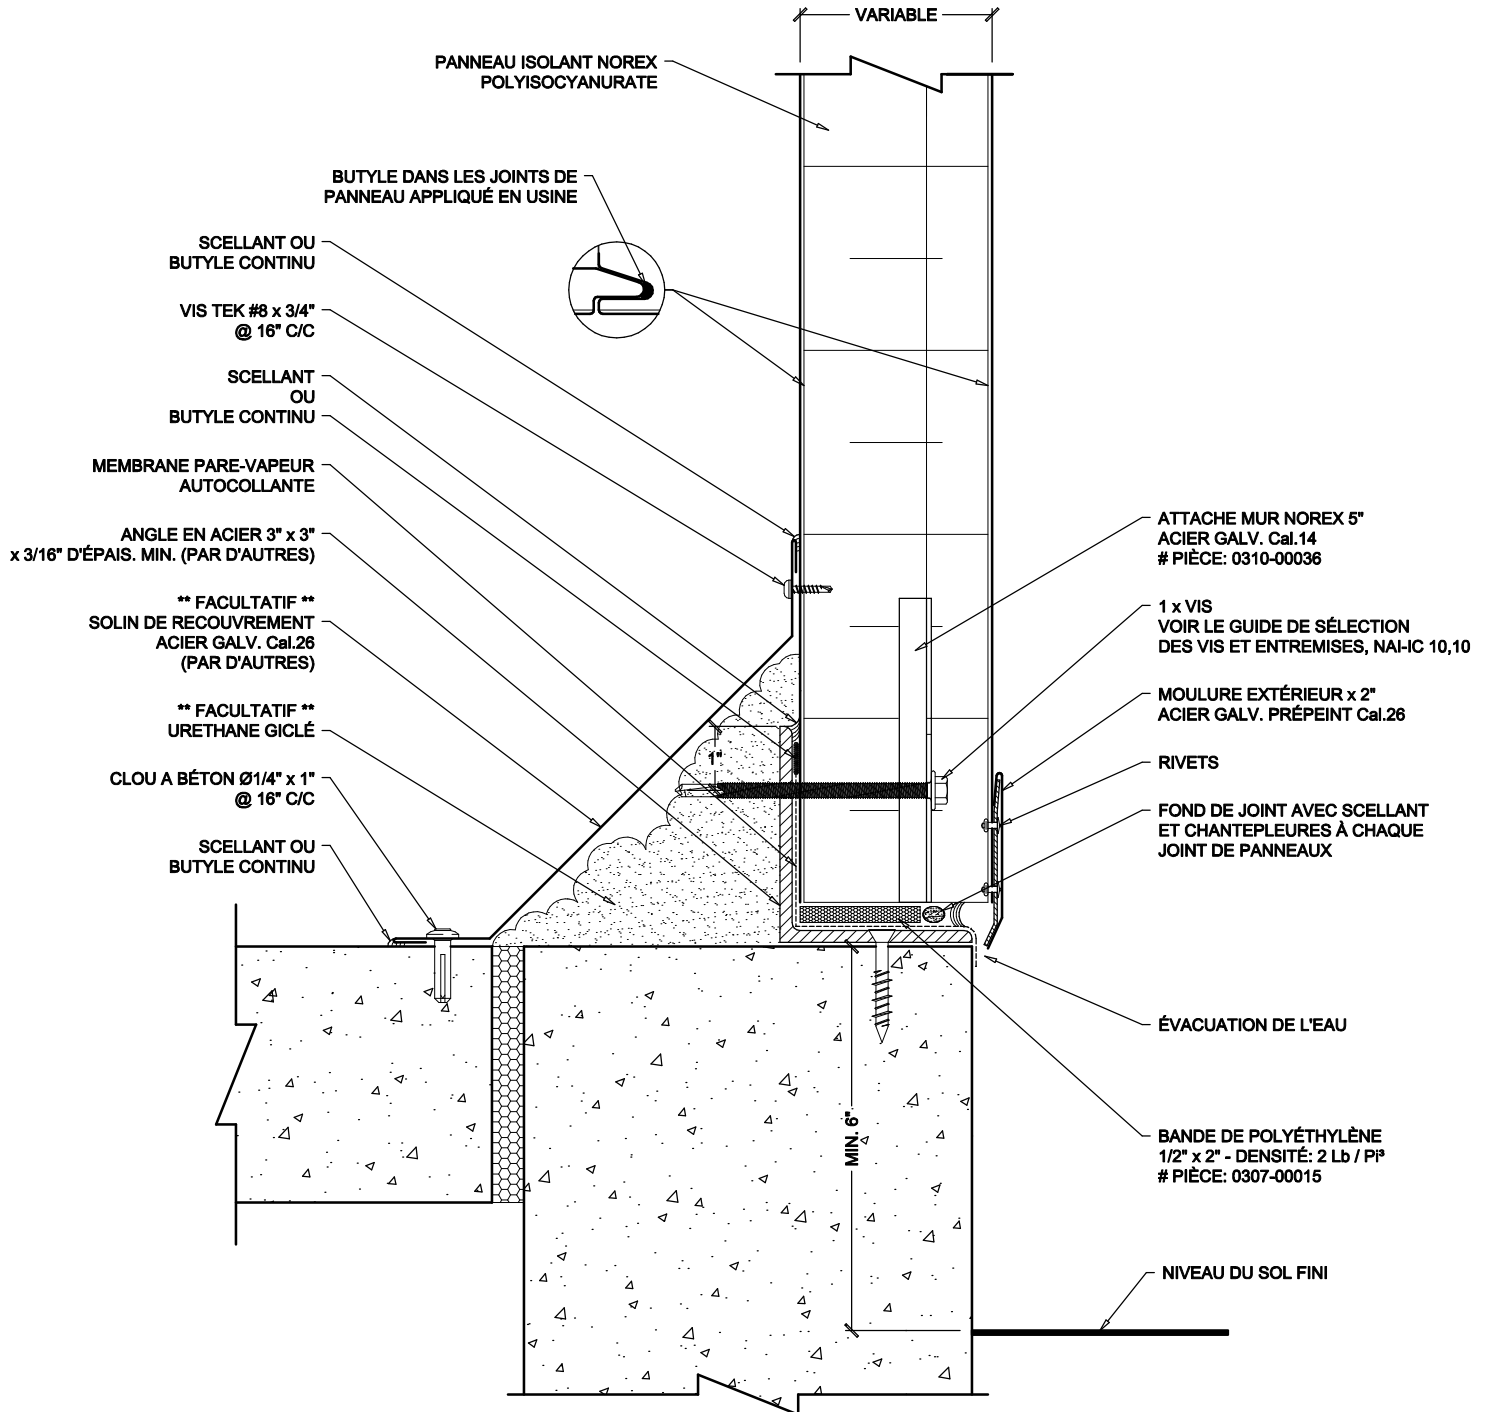 VARIABLE
PANNEAU ISOLANT NOREX
POLYISOCYANURATE
BUTYLE DANS LES JOINTS DE
PANNEAU APPLIQUÉ EN USINE
SCELLANT OU
BUTYLE CONTINU
VIS TEK #8 x 3/4"
@ 16" C/C
SCELLANT
OU
BUTYLE CONTINU
MEMBRANE PARE-VAPEUR
AUTOCOLLANTE
ANGLE EN ACIER 3" x 3"
x 3/16" D'ÉPAIS. MIN. (PAR D'AUTRES)
** FACULTATIF **
SOLIN DE RECOUVREMENT
ACIER GALV. Cal.26
(PAR D'AUTRES)
** FACULTATIF **
URETHANE GICLÉ
CLOU A BÉTON Ø1/4" x 1"
@ 16" C/C
SCELLANT OU
BUTYLE CONTINU
1"
MIN. 6"
ATTACHE MUR NOREX 5"
ACIER GALV. Cal.14
# PIÈCE: 0310-00036
1 x VIS
VOIR LE GUIDE DE SÉLECTION
DES VIS ET ENTREMISES, NAI-IC 10,10
MOULURE EXTÉRIEUR x 2"
ACIER GALV. PRÉPEINT Cal.26
RIVETS
FOND DE JOINT AVEC SCELLANT
ET CHANTEPLEURES À CHAQUE
JOINT DE PANNEAUX
ÉVACUATION DE L'EAU
BANDE DE POLYÉTHYLÈNE
1/2" x 2" - DENSITÉ: 2 Lb / Pi³
# PIÈCE: 0307-00015
NIVEAU DU SOL FINI